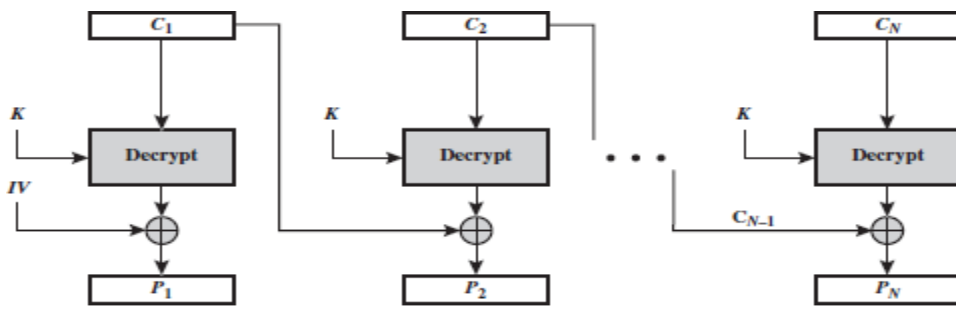 C1 C2 CN
K K K
Decrypt Decrypt Decrypt
IV
CN–1
P1 P2 PN